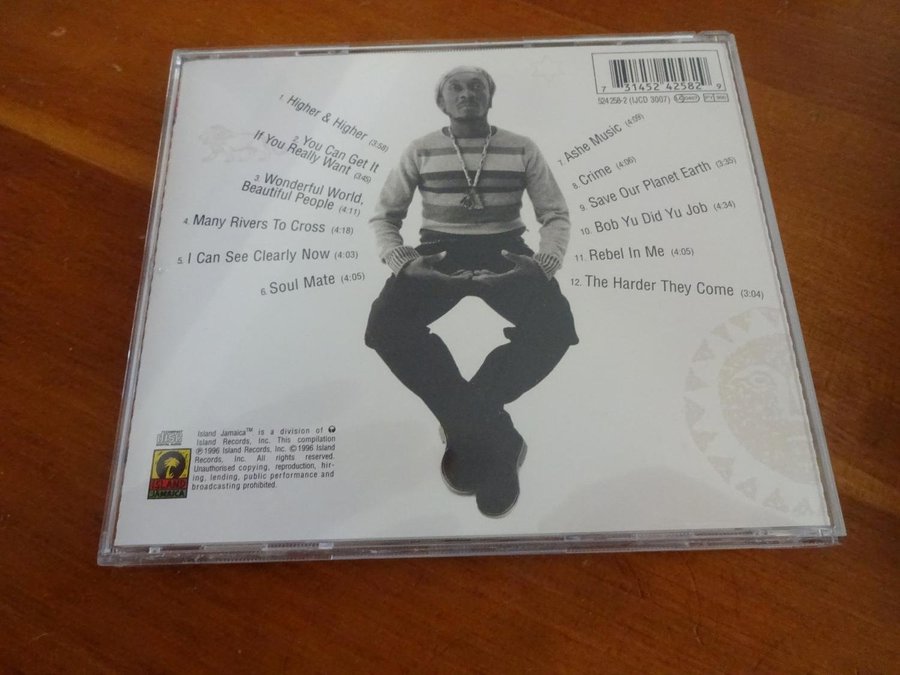 1. Higher & Higher (3:58)
2. You Can Get It
If You Really Want (3:45)
3. Wonderful World,
Beautiful People (4:11)
4. Many Rivers To Cross (4:18)
5. I Can See Clearly Now (4:03)
6. Soul Mate (4:05)
7 31452 42582 9
524 258-2 (IJCD 3007)
7. Ashe Music (4:09)
8. Crime (4:06)
9. Save Our Planet Earth (3:35)
10. Bob Yu Did Yu Job (4:34)
11. Rebel In Me (4:05)
12. The Harder They Come (3:04)
COMPACT
disc
ISLAND
JAMAICA
Island Jamaica™ is a division of
Island Records, Inc. This compilation
℗1996 Island Records, Inc. ©1996 Island
Records, Inc. All rights reserved.
Unauthorised copying, reproduction, hir-
ing, lending, public performance and
broadcasting prohibited.